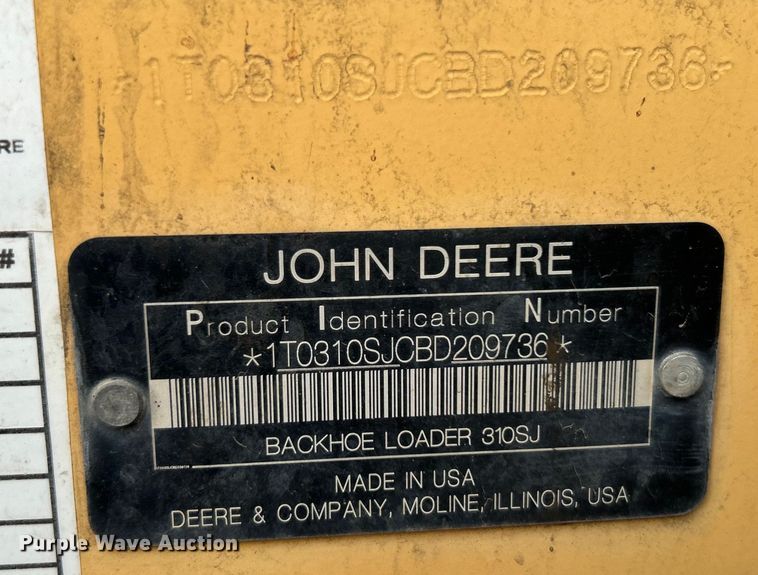 *1T0310SJCBD209736*
RE
#
JOHN DEERE
Product Identification Number
*1T0310SJCBD209736*
BACKHOE LOADER 310SJ
MADE IN USA
DEERE & COMPANY, MOLINE, ILLINOIS, USA
Purple Wave Auction